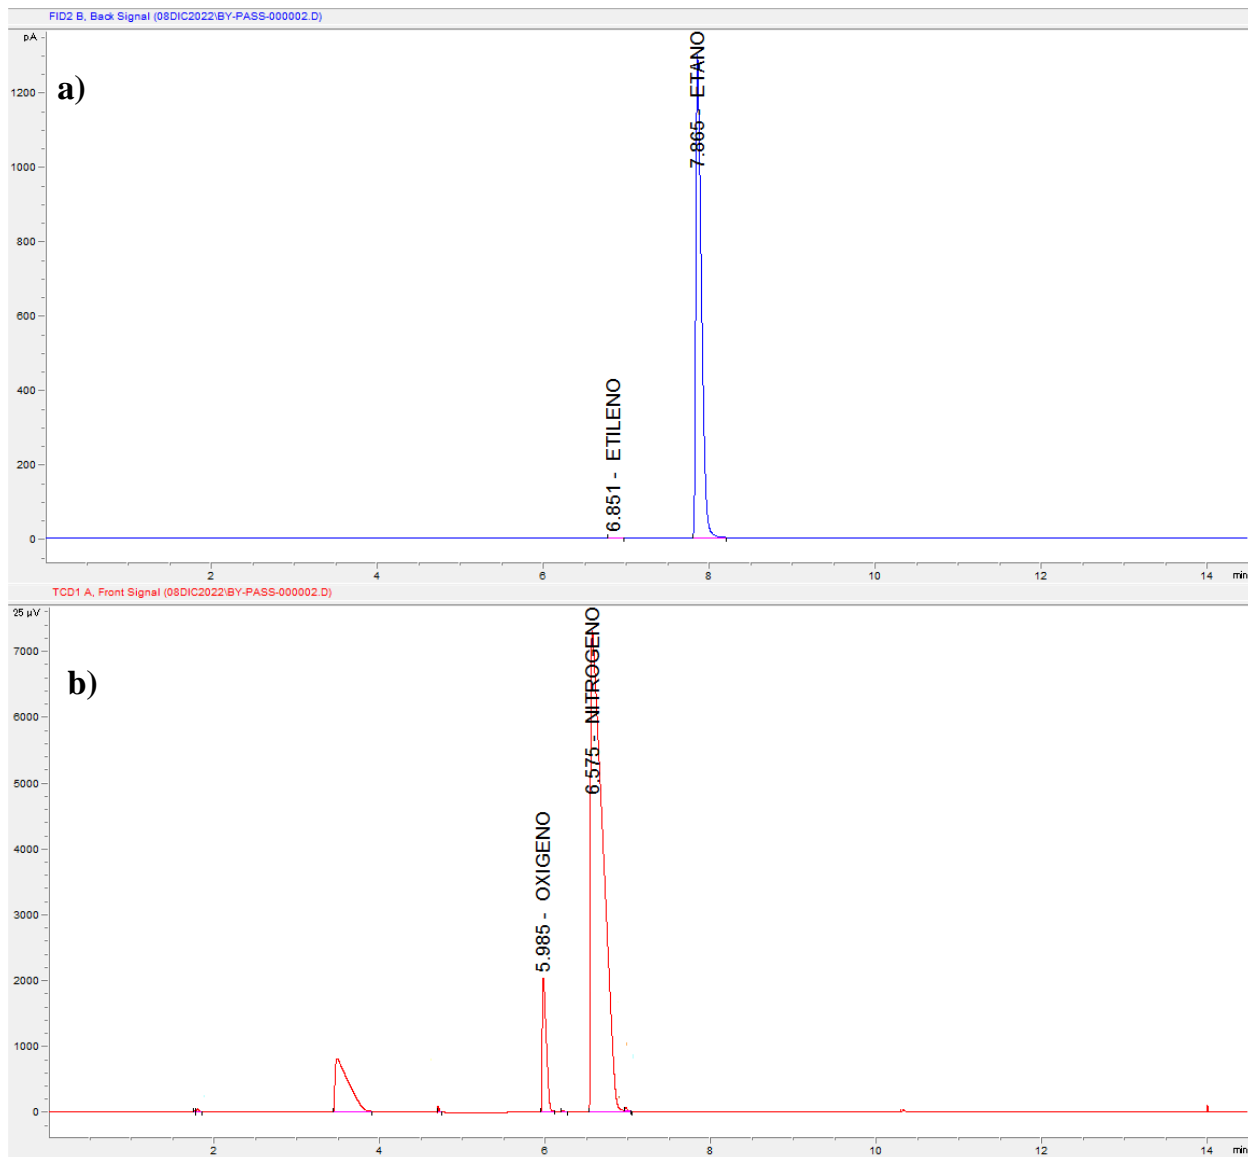 FID2 B, Back Signal (08DIC2022\BY-PASS-000002.D)
pA
a)
1200
1000
800
600
400
200
0
6.851 - ETILENO
7.865 - ETANO
2 4 6 8 10 12 14 min
TCD1 A, Front Signal (08DIC2022\BY-PASS-000002.D)
25 µV
b)
7000
6000
5000
4000
3000
2000
1000
0
5.985 - OXIGENO
6.575 - NITROGENO
2 4 6 8 10 12 14 min